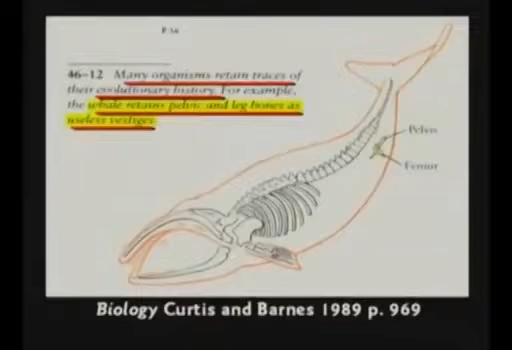 46–12 Many organisms retain traces of
their evolutionary history. For example,
the whale retains pelvic and leg bones as
useless vestiges.
Pelvis
Femur
Biology Curtis and Barnes 1989 p. 969